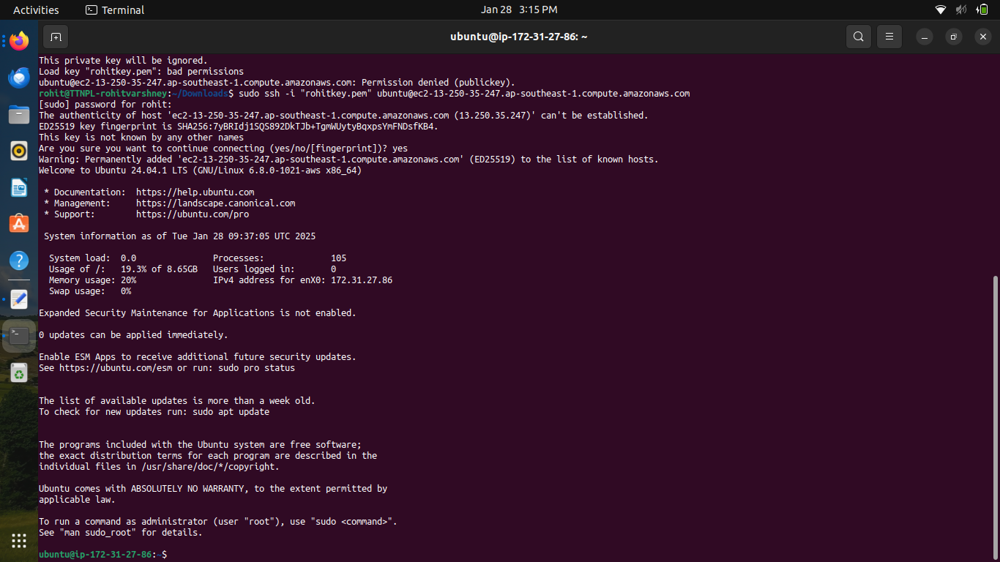 Activities
Terminal
Jan 28 3:15 PM
ubuntu@ip-172-31-27-86: ~
This private key will be ignored.
Load key "rohitkey.pem": bad permissions
ubuntu@ec2-13-250-35-247.ap-southeast-1.compute.amazonaws.com: Permission denied (publickey).
rohit@TTNPL-rohitvarshney:~/Downloads$ sudo ssh -i "rohitkey.pem" ubuntu@ec2-13-250-35-247.ap-southeast-1.compute.amazonaws.com
[sudo] password for rohit:
The authenticity of host 'ec2-13-250-35-247.ap-southeast-1.compute.amazonaws.com (13.250.35.247)' can't be established.
ED25519 key fingerprint is SHA256:7yBRIdj1SQS892DkTJb+TgmWUytyBqxpsYmFNDsfKB4.
This key is not known by any other names
Are you sure you want to continue connecting (yes/no/[fingerprint])? yes
Warning: Permanently added 'ec2-13-250-35-247.ap-southeast-1.compute.amazonaws.com' (ED25519) to the list of known hosts.
Welcome to Ubuntu 24.04.1 LTS (GNU/Linux 6.8.0-1021-aws x86_64)
* Documentation: https://help.ubuntu.com
* Management: https://landscape.canonical.com
* Support: https://ubuntu.com/pro
System information as of Tue Jan 28 09:37:05 UTC 2025
System load: 0.0 Processes: 105
Usage of /: 19.3% of 8.65GB Users logged in: 0
Memory usage: 20% IPv4 address for enX0: 172.31.27.86
Swap usage: 0%
Expanded Security Maintenance for Applications is not enabled.
0 updates can be applied immediately.
Enable ESM Apps to receive additional future security updates.
See https://ubuntu.com/esm or run: sudo pro status
The list of available updates is more than a week old.
To check for new updates run: sudo apt update
The programs included with the Ubuntu system are free software;
the exact distribution terms for each program are described in the
individual files in /usr/share/doc/*/copyright.
Ubuntu comes with ABSOLUTELY NO WARRANTY, to the extent permitted by
applicable law.
To run a command as administrator (user "root"), use "sudo <command>".
See "man sudo_root" for details.
ubuntu@ip-172-31-27-86:~$